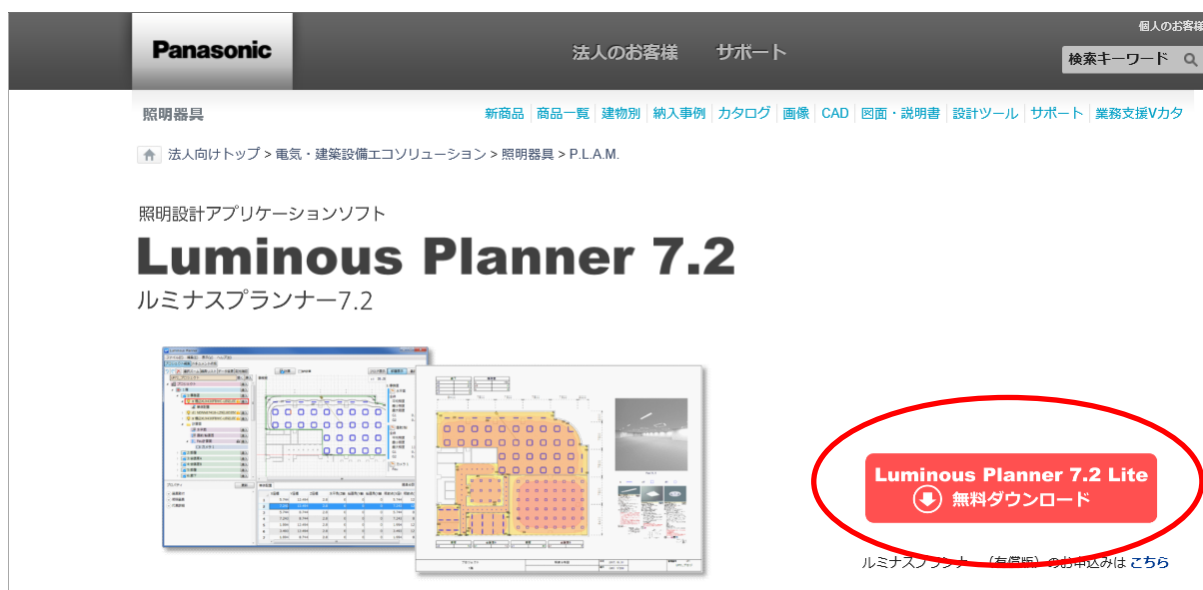 個人のお客様
Panasonic
法人のお客様 サポート
検索キーワード
照明器具
新商品 商品一覧 建物別 納入事例 カタログ 画像 CAD 図面・説明書 設計ツール サポート 業務支援Vカタ
法人向けトップ > 電気・建築設備エコソリューション > 照明器具 > P.L.A.M.
照明設計アプリケーションソフト
Luminous Planner 7.2
ルミナスプランナー7.2
Luminous Planner 7.2 Lite
無料ダウンロード
ルミナスプランナー（有償版）のお申込みは こちら